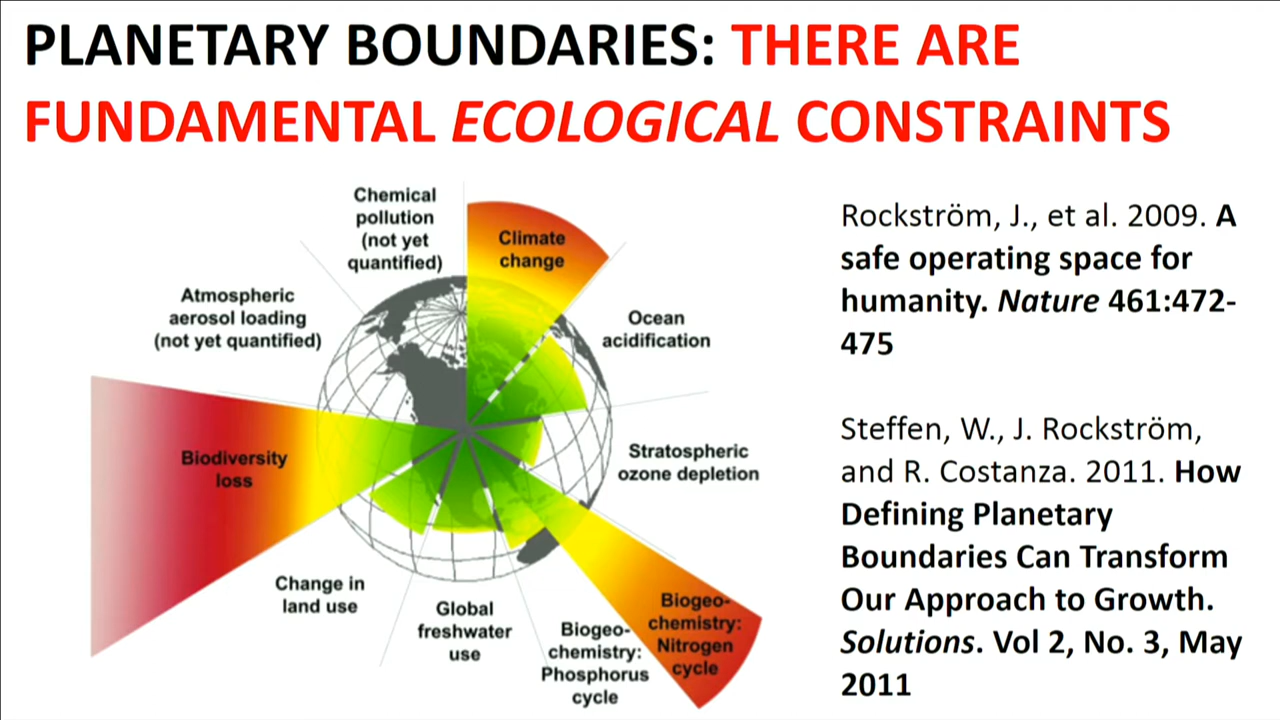 PLANETARY BOUNDARIES: THERE ARE
FUNDAMENTAL ECOLOGICAL CONSTRAINTS
Chemical
pollution
(not yet
quantified)
Climate
change
Atmospheric
aerosol loading
(not yet quantified)
Ocean
acidification
Biodiversity
loss
Stratospheric
ozone depletion
Change in
land use
Global
freshwater
use
Biogeo-
chemistry:
Phosphorus
cycle
Biogeo-
chemistry:
Nitrogen
cycle
Rockström, J., et al. 2009. A
safe operating space for
humanity. Nature 461:472-
475
Steffen, W., J. Rockström,
and R. Costanza. 2011. How
Defining Planetary
Boundaries Can Transform
Our Approach to Growth.
Solutions. Vol 2, No. 3, May
2011